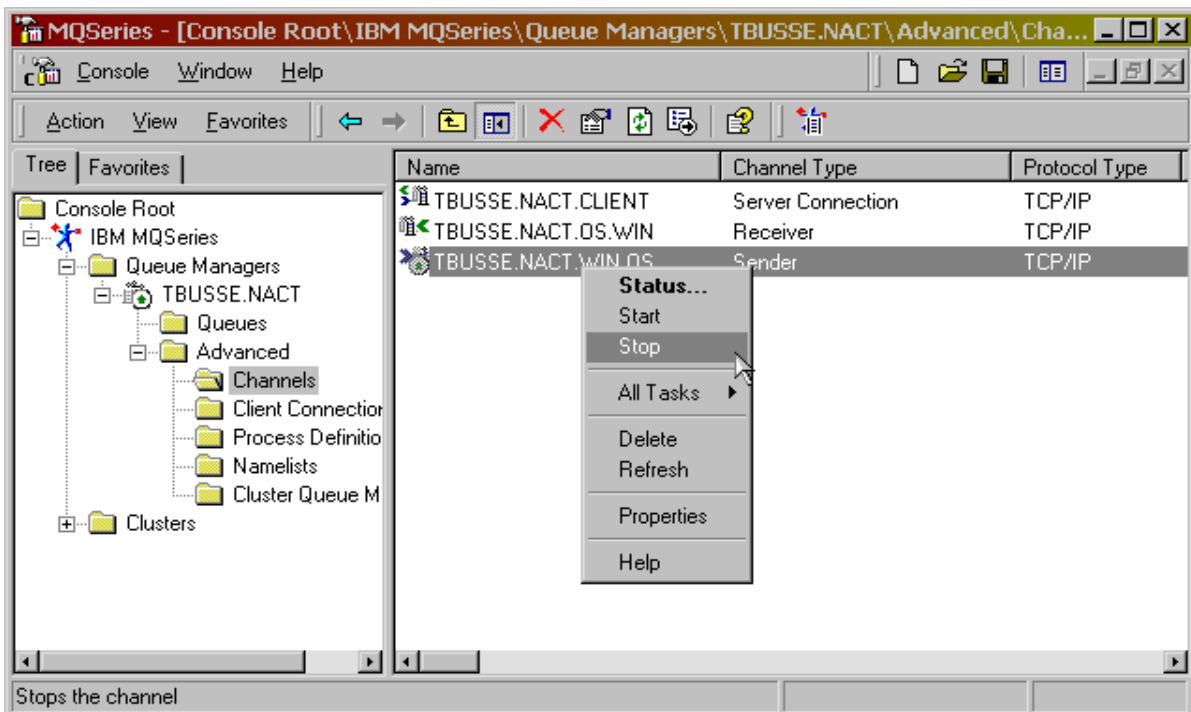 MQSeries - [Console Root\IBM MQSeries\Queue Managers\TBUSSE.NACT\Advanced\Cha...
Console Window Help
Action View Favorites
Tree Favorites
Name Channel Type Protocol Type
Console Root
IBM MQSeries
Queue Managers
TBUSSE.NACT
Queues
Advanced
Channels
Client Connection
Process Definitio
Namelists
Cluster Queue M
Clusters
TBUSSE.NACT.CLIENT Server Connection TCP/IP
TBUSSE.NACT.OS.WIN Receiver TCP/IP
TBUSSE.NACT.WIN.OS Sender TCP/IP
Status...
Start
Stop
All Tasks
Delete
Refresh
Properties
Help
Stops the channel